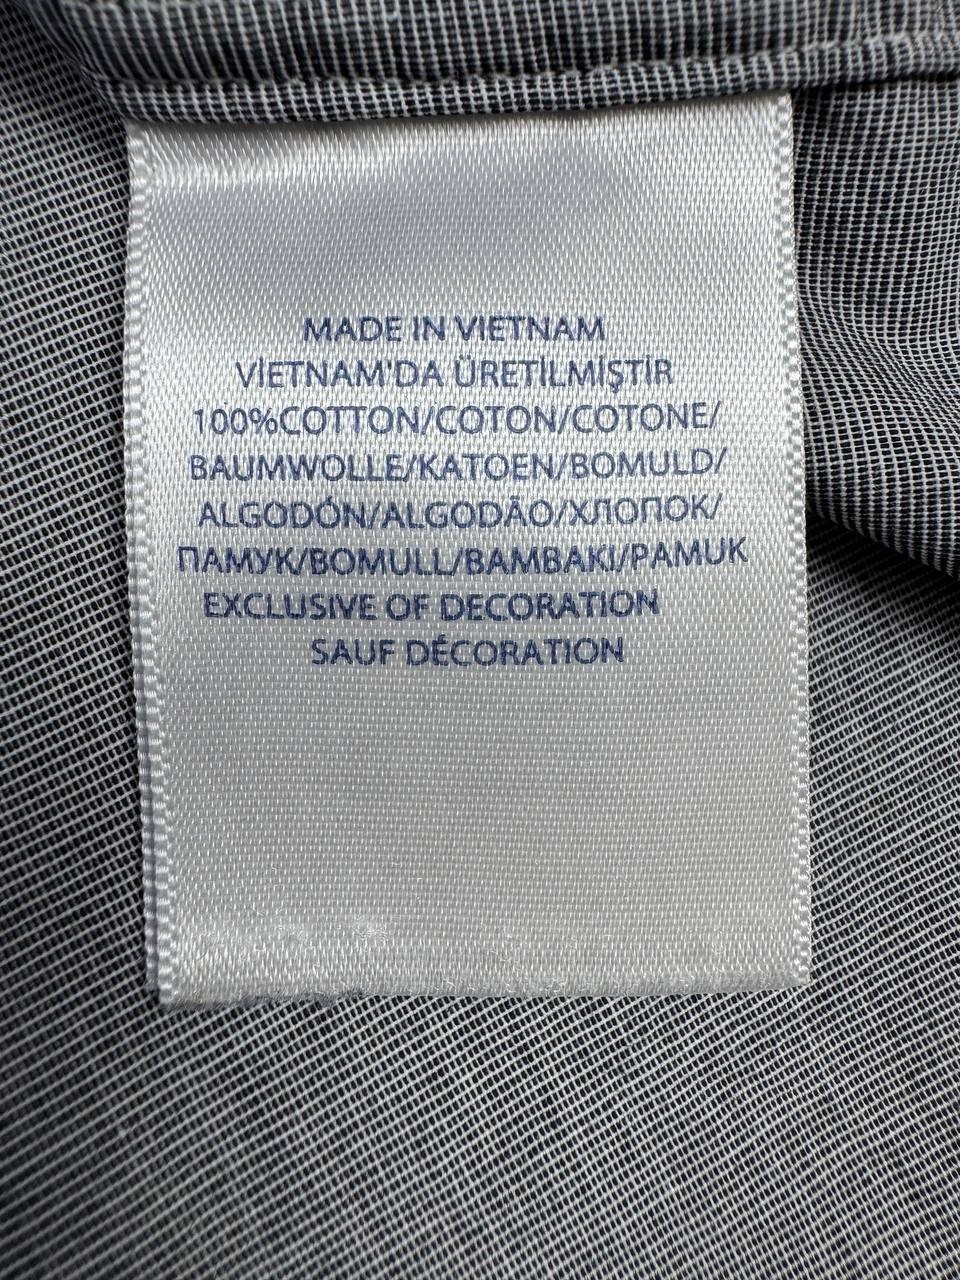 MADE IN VIETNAM
VİETNAM'DA ÜRETİLMİŞTİR
100%COTTON/COTON/COTONE/
BAUMWOLLE/KATOEN/BOMULD/
ALGODÓN/ALGODÃO/ХЛОПОК/
ПАМУК/BOMULL/BAMBAKI/PAMUK
EXCLUSIVE OF DECORATION
SAUF DÉCORATION